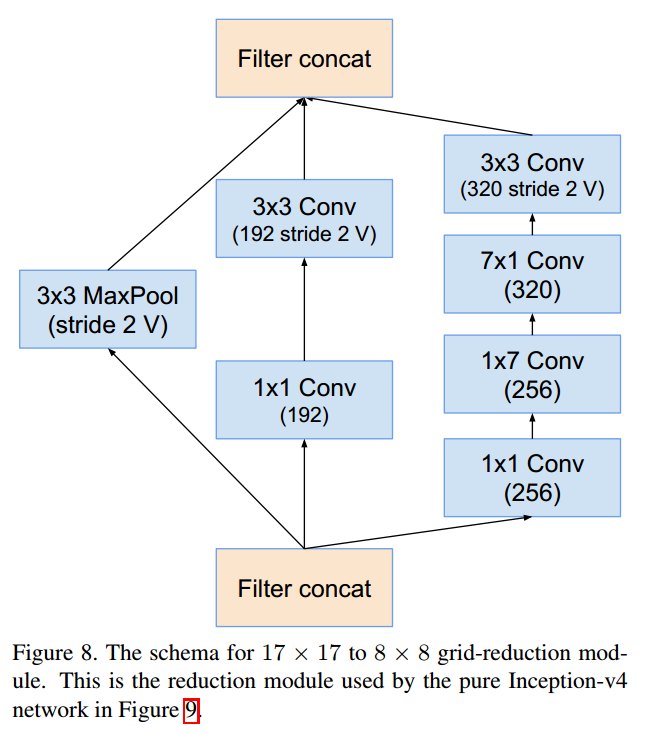 Filter concat
3x3 Conv
(320 stride 2 V)
3x3 Conv
(192 stride 2 V)
7x1 Conv
(320)
3x3 MaxPool
(stride 2 V)
1x7 Conv
(256)
1x1 Conv
(192)
1x1 Conv
(256)
Filter concat
Figure 8. The schema for 17 × 17 to 8 × 8 grid-reduction mod-
ule. This is the reduction module used by the pure Inception-v4
network in Figure 9.